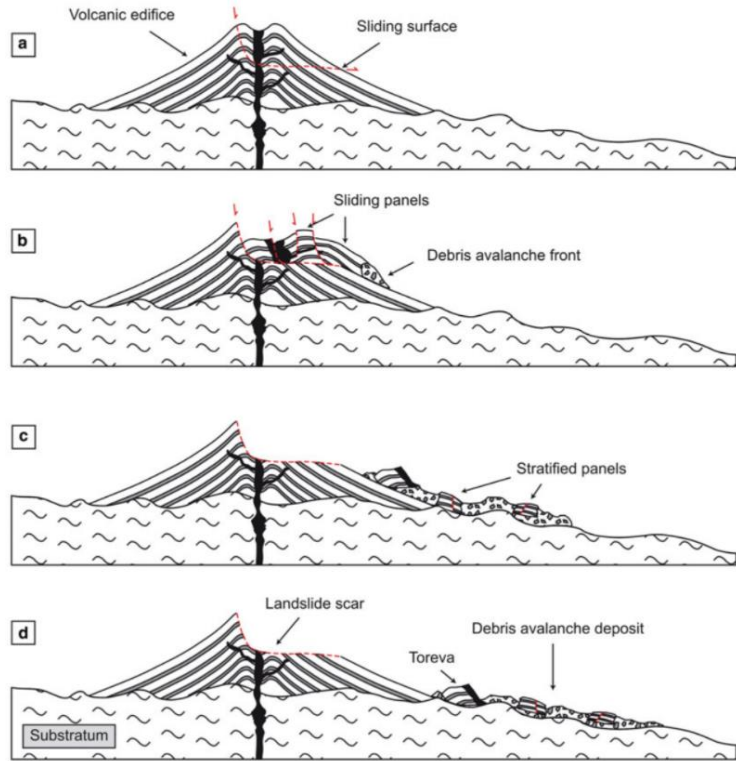 Volcanic edifice
Sliding surface
a
Sliding panels
b
Debris avalanche front
c
Stratified panels
Landslide scar
d
Debris avalanche deposit
Toreva
Substratum